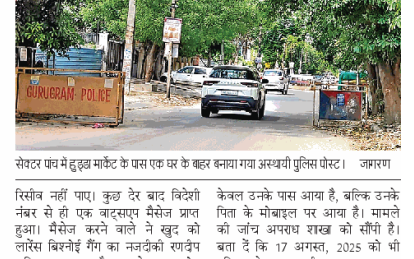 GURUGRAM POLICE
सेक्टर पांच में हुड्डा मार्केट के पास एक घर के बाहर बनाया गया अस्थायी पुलिस पोस्ट। जागरण
रिसीव नहीं पाए। कुछ देर बाद विदेशी
नंबर से ही एक वाट्सएप मैसेज प्राप्त
हुआ। मैसेज करने वाले ने खुद को
लारेंस बिश्नोई गैंग का नजदीकी रणदीप
केवल उनके पास आया है, बल्कि उनके
पिता के मोबाइल पर आया है। मामले
की जांच अपराध शाखा को सौंपी है।
बता दें कि 17 अगस्त, 2025 को भी